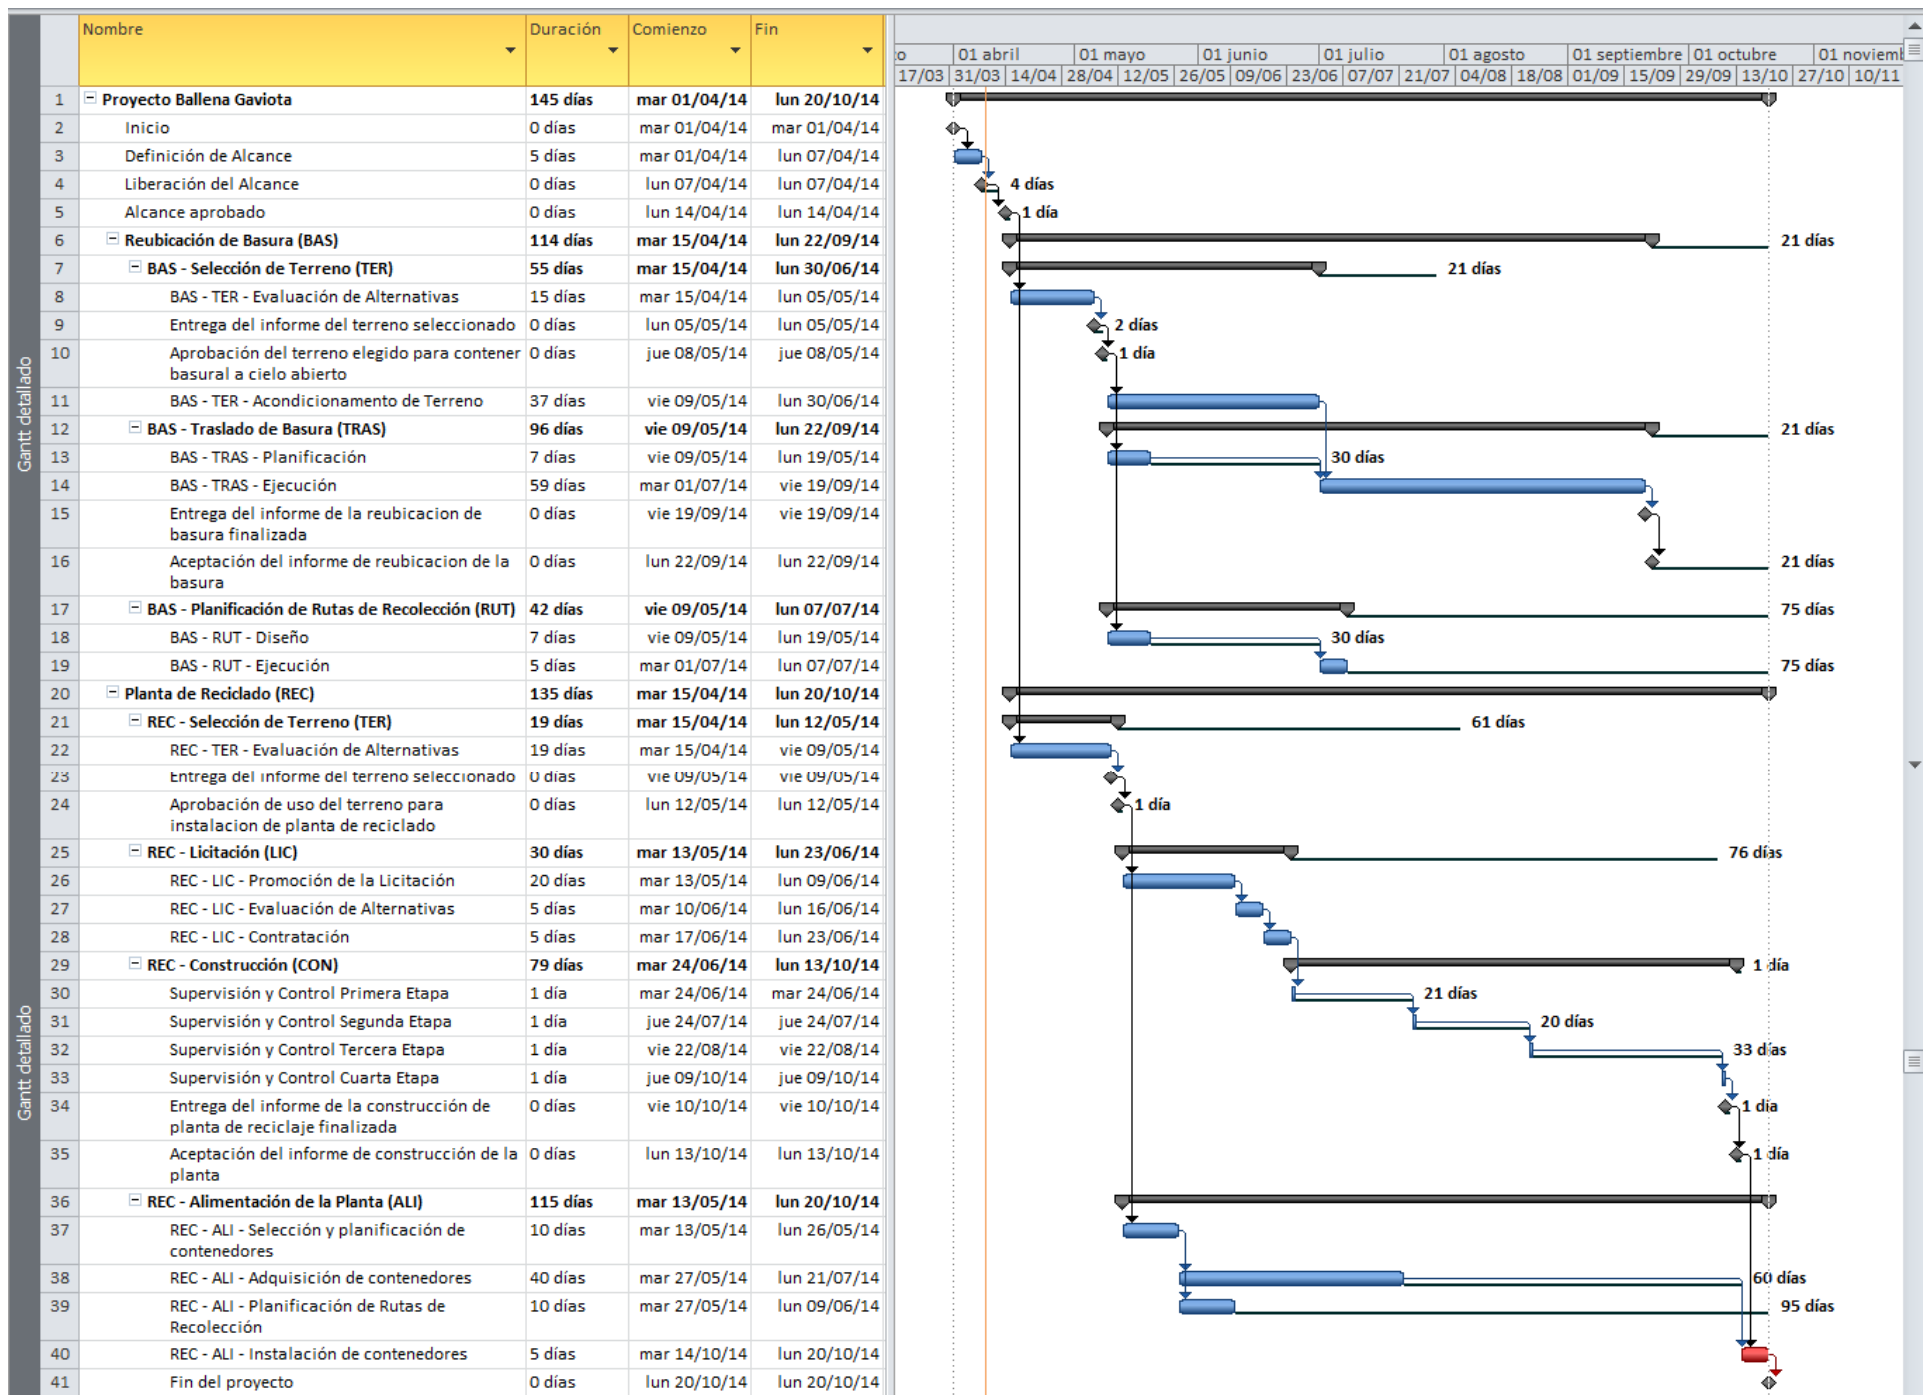 Nombre Duración Comienzo Fin
01 abril 01 mayo 01 junio 01 julio 01 agosto 01 septiembre 01 octubre 01 noviemb
17/03 31/03 14/04 28/04 12/05 26/05 09/06 23/06 07/07 21/07 04/08 18/08 01/09 15/09 29/09 13/10 27/10 10/11
1 Proyecto Ballena Gaviota 145 días mar 01/04/14 lun 20/10/14
2 Inicio 0 días mar 01/04/14 mar 01/04/14
3 Definición de Alcance 5 días mar 01/04/14 lun 07/04/14
4 Liberación del Alcance 0 días lun 07/04/14 lun 07/04/14 4 días
5 Alcance aprobado 0 días lun 14/04/14 lun 14/04/14 1 día
6 Reubicación de Basura (BAS) 114 días mar 15/04/14 lun 22/09/14 21 días
7 BAS - Selección de Terreno (TER) 55 días mar 15/04/14 lun 30/06/14 21 días
8 BAS - TER - Evaluación de Alternativas 15 días mar 15/04/14 lun 05/05/14
9 Entrega del informe del terreno seleccionado 0 días lun 05/05/14 lun 05/05/14 2 días
10 Aprobación del terreno elegido para contener 0 días jue 08/05/14 jue 08/05/14 1 día
basural a cielo abierto
11 BAS - TER - Acondicionamento de Terreno 37 días vie 09/05/14 lun 30/06/14
12 BAS - Traslado de Basura (TRAS) 96 días vie 09/05/14 lun 22/09/14 21 días
13 BAS - TRAS - Planificación 7 días vie 09/05/14 lun 19/05/14 30 días
14 BAS - TRAS - Ejecución 59 días mar 01/07/14 vie 19/09/14
15 Entrega del informe de la reubicacion de 0 días vie 19/09/14 vie 19/09/14
basura finalizada
16 Aceptación del informe de reubicacion de la 0 días lun 22/09/14 lun 22/09/14 21 días
basura
17 BAS - Planificación de Rutas de Recolección (RUT) 42 días vie 09/05/14 lun 07/07/14 75 días
18 BAS - RUT - Diseño 7 días vie 09/05/14 lun 19/05/14 30 días
19 BAS - RUT - Ejecución 5 días mar 01/07/14 lun 07/07/14 75 días
20 Planta de Reciclado (REC) 135 días mar 15/04/14 lun 20/10/14
21 REC - Selección de Terreno (TER) 19 días mar 15/04/14 lun 12/05/14 61 días
22 REC - TER - Evaluación de Alternativas 19 días mar 15/04/14 vie 09/05/14
23 Entrega del informe del terreno seleccionado 0 días vie 09/05/14 vie 09/05/14
24 Aprobación de uso del terreno para 0 días lun 12/05/14 lun 12/05/14 1 día
instalacion de planta de reciclado
25 REC - Licitación (LIC) 30 días mar 13/05/14 lun 23/06/14 76 días
26 REC - LIC - Promoción de la Licitación 20 días mar 13/05/14 lun 09/06/14
27 REC - LIC - Evaluación de Alternativas 5 días mar 10/06/14 lun 16/06/14
28 REC - LIC - Contratación 5 días mar 17/06/14 lun 23/06/14
29 REC - Construcción (CON) 79 días mar 24/06/14 lun 13/10/14 1 día
30 Supervisión y Control Primera Etapa 1 día mar 24/06/14 mar 24/06/14 21 días
31 Supervisión y Control Segunda Etapa 1 día jue 24/07/14 jue 24/07/14 20 días
32 Supervisión y Control Tercera Etapa 1 día vie 22/08/14 vie 22/08/14 33 días
33 Supervisión y Control Cuarta Etapa 1 día jue 09/10/14 jue 09/10/14
34 Entrega del informe de la construcción de 0 días vie 10/10/14 vie 10/10/14 1 día
planta de reciclaje finalizada
35 Aceptación del informe de construcción de la 0 días lun 13/10/14 lun 13/10/14 1 día
planta
36 REC - Alimentación de la Planta (ALI) 115 días mar 13/05/14 lun 20/10/14
37 REC - ALI - Selección y planificación de 10 días mar 13/05/14 lun 26/05/14
contenedores
38 REC - ALI - Adquisición de contenedores 40 días mar 27/05/14 lun 21/07/14 60 días
39 REC - ALI - Planificación de Rutas de 10 días mar 27/05/14 lun 09/06/14 95 días
Recolección
40 REC - ALI - Instalación de contenedores 5 días mar 14/10/14 lun 20/10/14
41 Fin del proyecto 0 días lun 20/10/14 lun 20/10/14
Gantt detallado
Gantt detallado